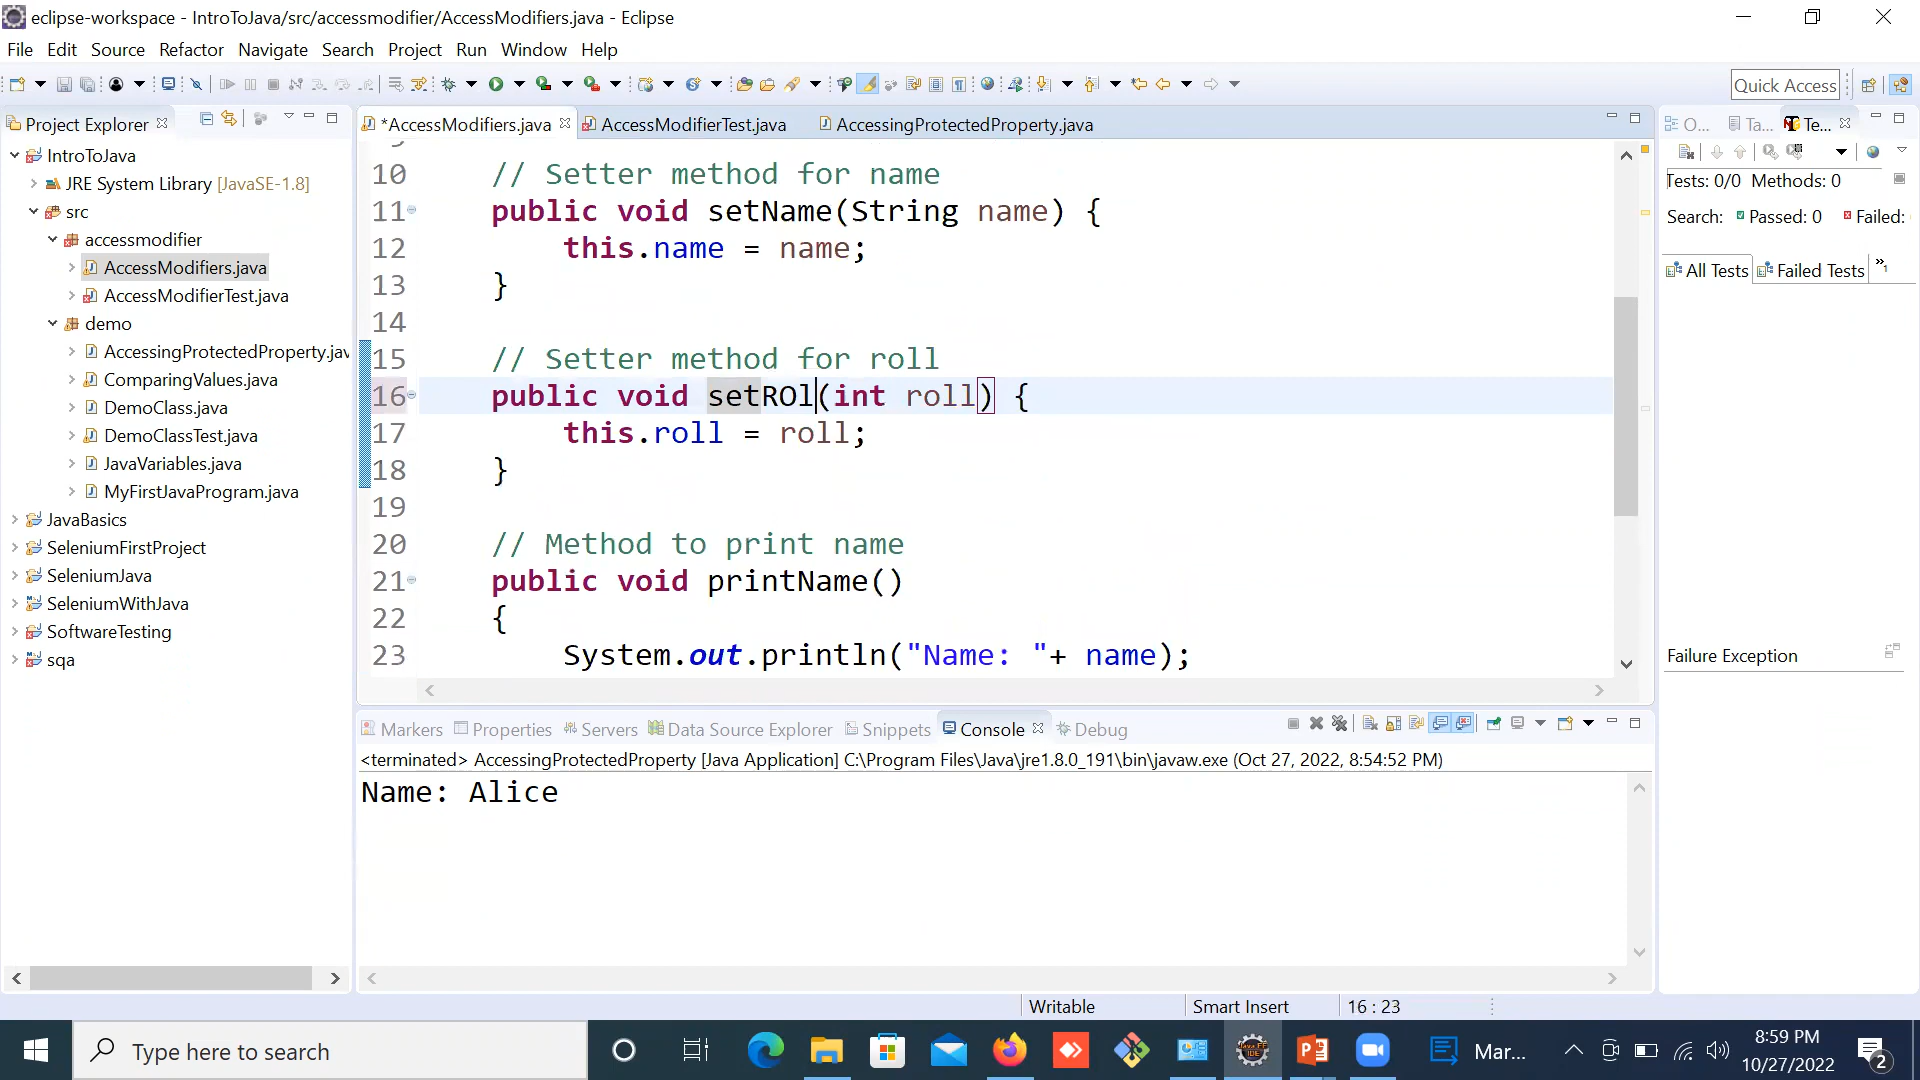 eclipse-workspace - IntroToJava/src/accessmodifier/AccessModifiers.java - Eclipse
File Edit Source Refactor Navigate Search Project Run Window Help
Quick Access
Project Explorer
*AccessModifiers.java
AccessModifierTest.java
AccessingProtectedProperty.java
O...
Ta...
Te...
IntroToJava
JRE System Library [JavaSE-1.8]
src
accessmodifier
AccessModifiers.java
AccessModifierTest.java
demo
AccessingProtectedProperty.jav
ComparingValues.java
DemoClass.java
DemoClassTest.java
JavaVariables.java
MyFirstJavaProgram.java
JavaBasics
SeleniumFirstProject
SeleniumJava
SeleniumWithJava
SoftwareTesting
sqa
10 // Setter method for name
11 public void setName(String name) {
12 this.name = name;
13 }
14
15 // Setter method for roll
16 public void setROl(int roll) {
17 this.roll = roll;
18 }
19
20 // Method to print name
21 public void printName()
22 {
23 System.out.println("Name: "+ name);
Tests: 0/0 Methods: 0
Search: Passed: 0 Failed:
All Tests Failed Tests »1
Failure Exception
Markers Properties Servers Data Source Explorer Snippets Console Debug
<terminated> AccessingProtectedProperty [Java Application] C:\Program Files\Java\jre1.8.0_191\bin\javaw.exe (Oct 27, 2022, 8:54:52 PM)
Name: Alice
Writable Smart Insert 16 : 23
Type here to search
Mar...
8:59 PM
10/27/2022
2